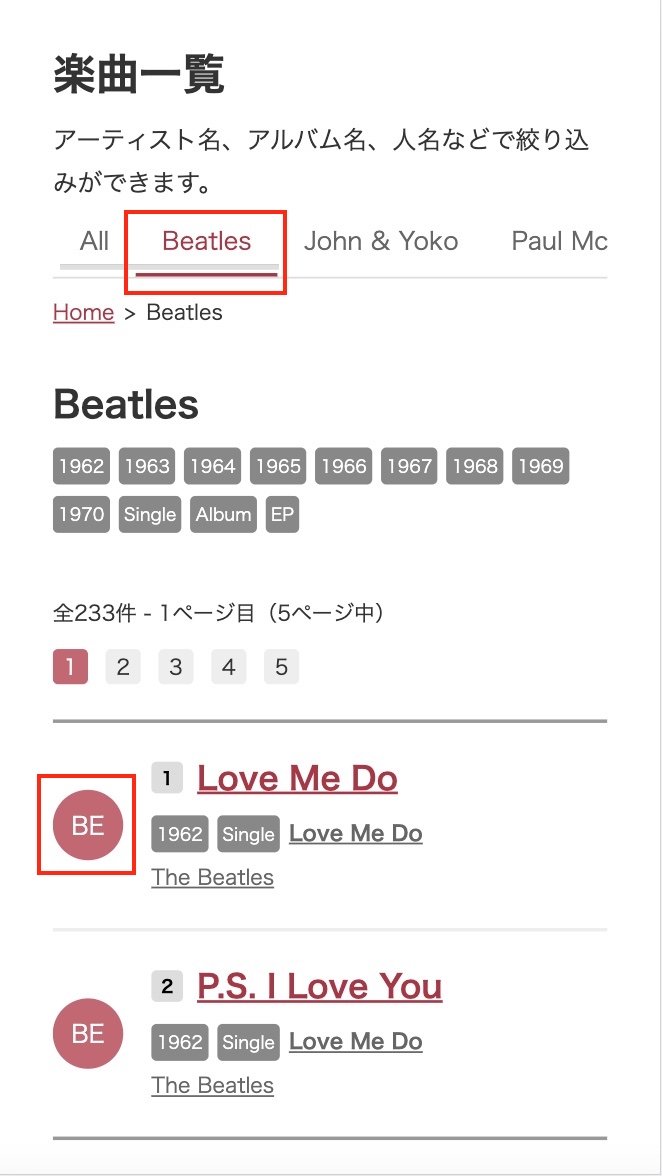 楽曲一覧
アーティスト名、アルバム名、人名などで絞り込
みができます。
All Beatles John & Yoko Paul Mc
Home > Beatles
Beatles
1962 1963 1964 1965 1966 1967 1968 1969
1970 Single Album EP
全233件 - 1ページ目（5ページ中）
1 2 3 4 5
1 Love Me Do
BE
1962 Single Love Me Do
The Beatles
2 P.S. I Love You
BE
1962 Single Love Me Do
The Beatles